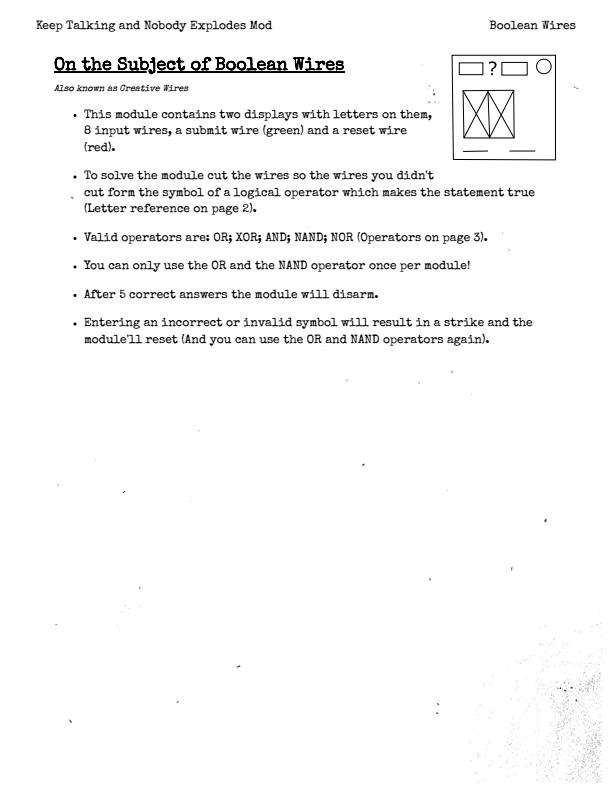 Keep Talking and Nobody Explodes Mod
Boolean Wires
On the Subject of Boolean Wires
Also known as Creative Wires
?
• This module contains two displays with letters on them,
8 input wires, a submit wire (green) and a reset wire
(red).
• To solve the module cut the wires so the wires you didn't
cut form the symbol of a logical operator which makes the statement true
(Letter reference on page 2).
• Valid operators are: OR; XOR; AND; NAND; NOR (Operators on page 3).
• You can only use the OR and the NAND operator once per module!
• After 5 correct answers the module will disarm.
• Entering an incorrect or invalid symbol will result in a strike and the
module'll reset (And you can use the OR and NAND operators again).